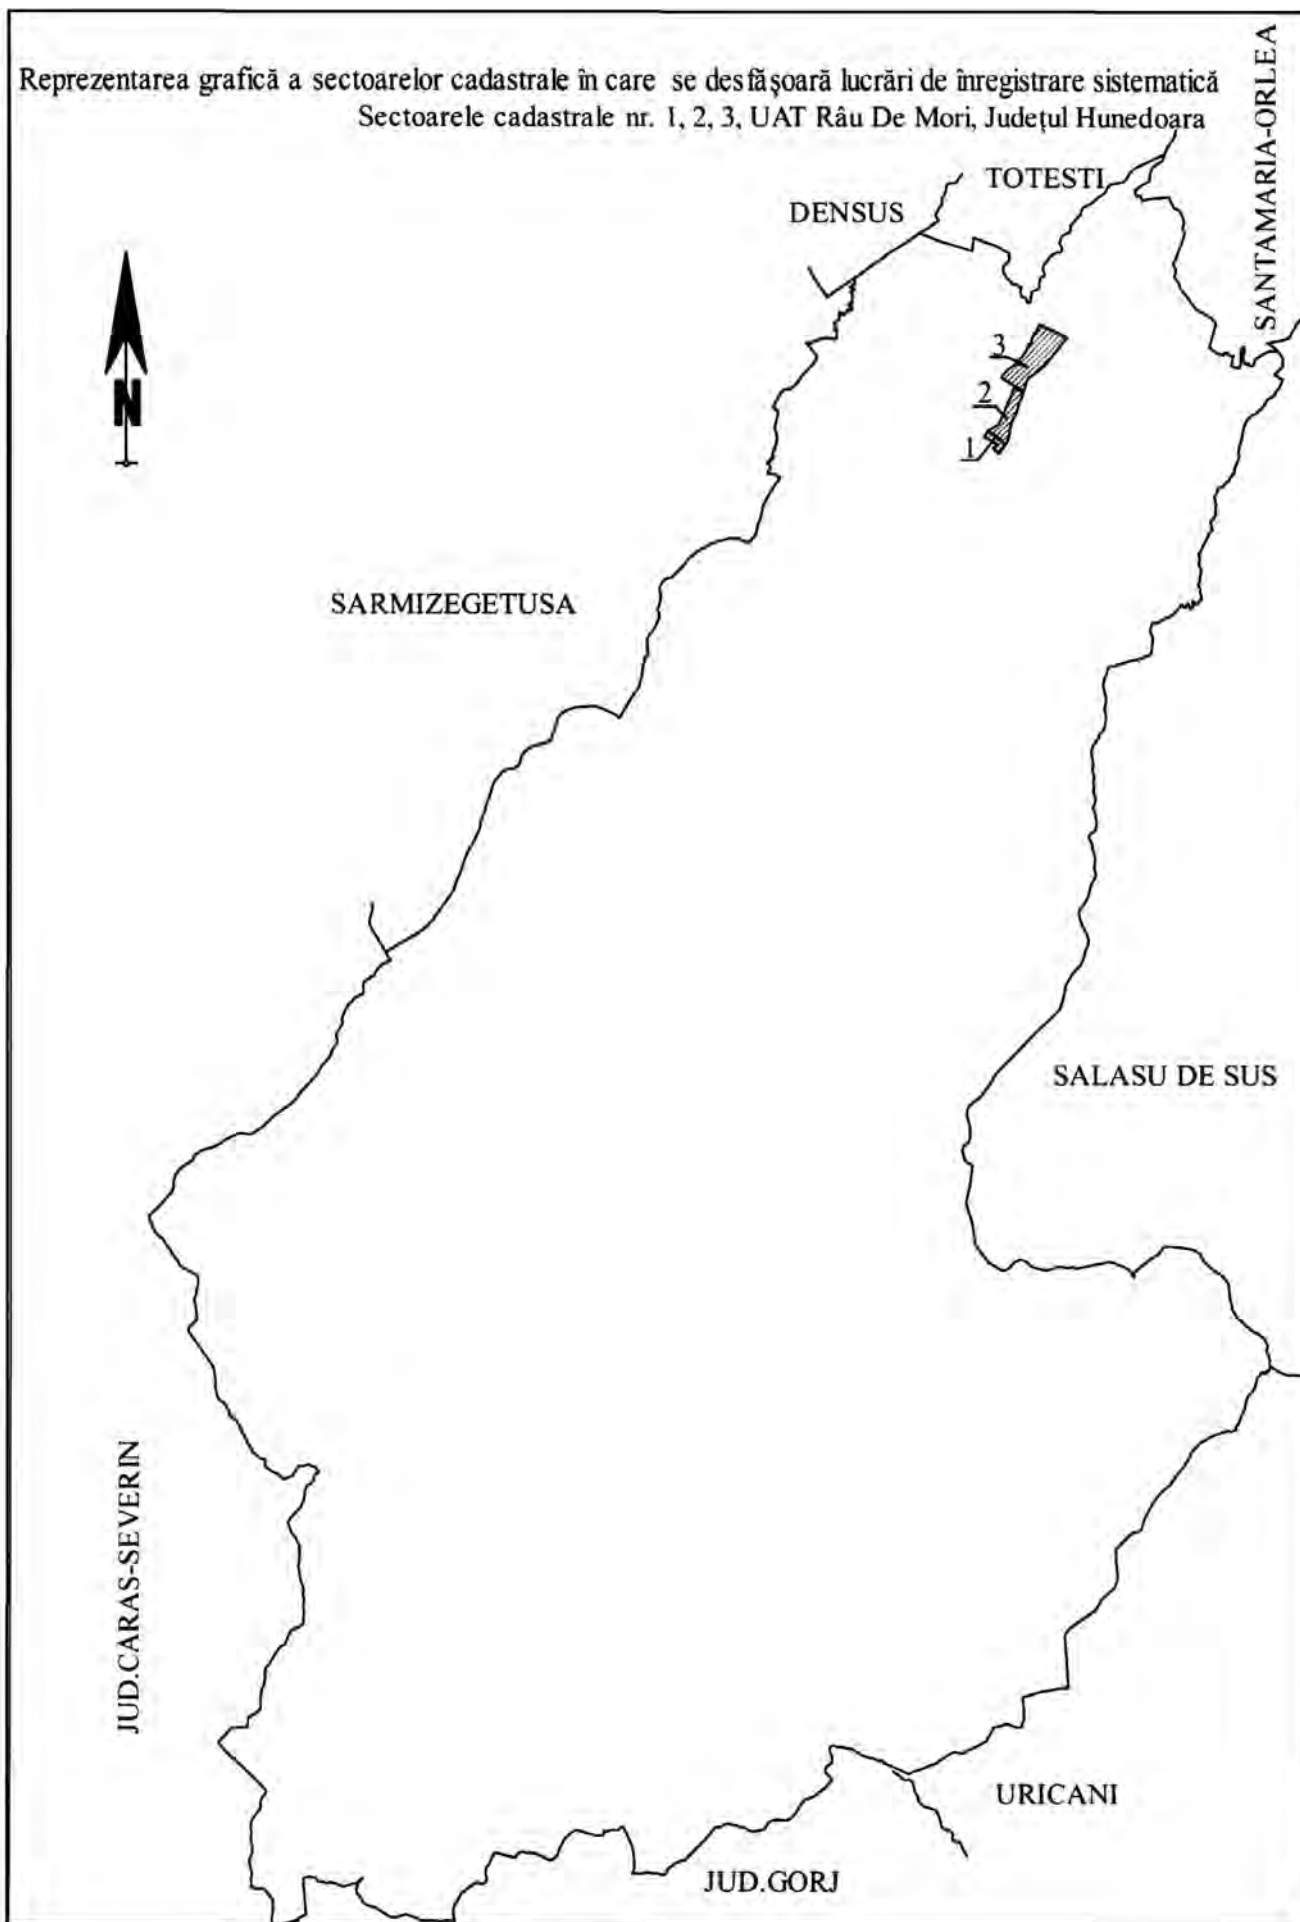 Reprezentarea grafică a sectoarelor cadastrale în care se desfășoară lucrări de înregistrare sistematică
Sectoarele cadastrale nr. 1, 2, 3, UAT Râu De Mori, Județul Hunedoara
SANTAMARIA-ORLEA
TOTESTI
DENSUS
N
3
2
1
SARMIZEGETUSA
SALASU DE SUS
JUD.CARAS-SEVERIN
URICANI
JUD.GORJ